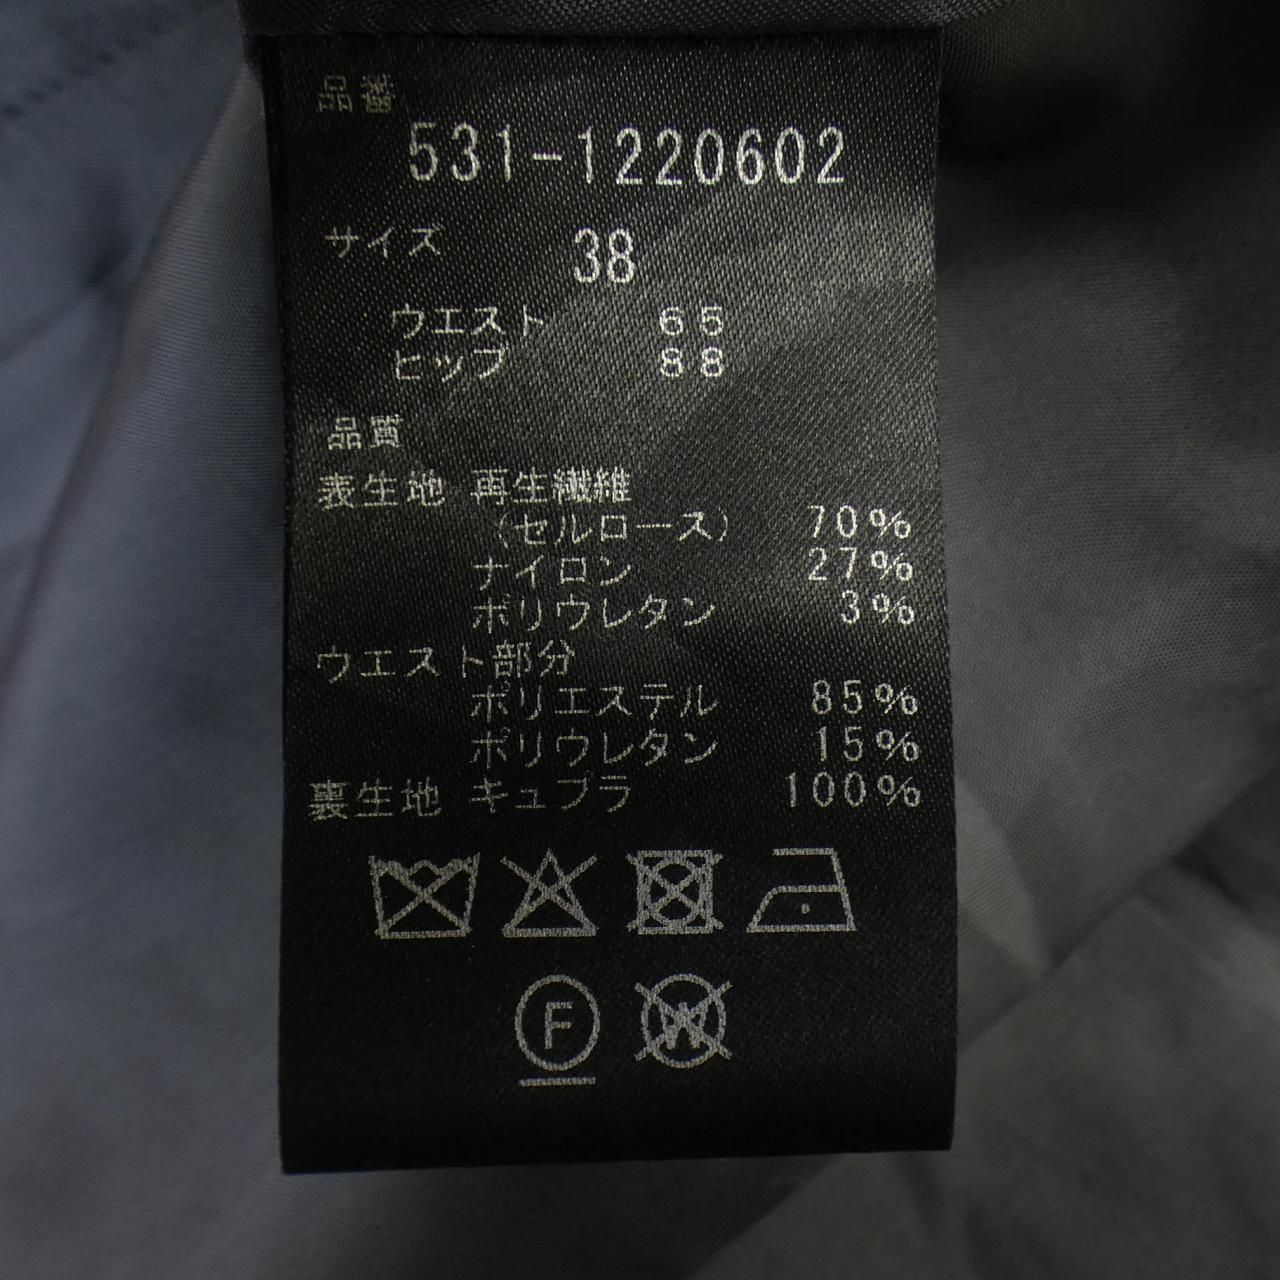 品番
531-1220602
サイズ 38
ウエスト 65
ヒップ 88
品質
表生地 再生繊維
(セルロース) 70%
ナイロン 27%
ポリウレタン 3%
ウエスト部分
ポリエステル 85%
ポリウレタン 15%
裏生地 キュプラ 100%
F W